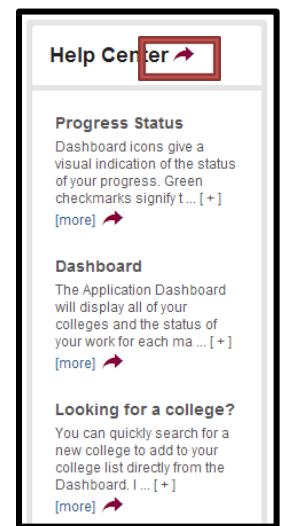 Help Center
Progress Status
Dashboard icons give a
visual indication of the status
of your progress. Green
checkmarks signify t ... [ + ]
[more]
Dashboard
The Application Dashboard
will display all of your
colleges and the status of
your work for each ma ... [ + ]
[more]
Looking for a college?
You can quickly search for a
new college to add to your
college list directly from the
Dashboard. I ... [ + ]
[more]